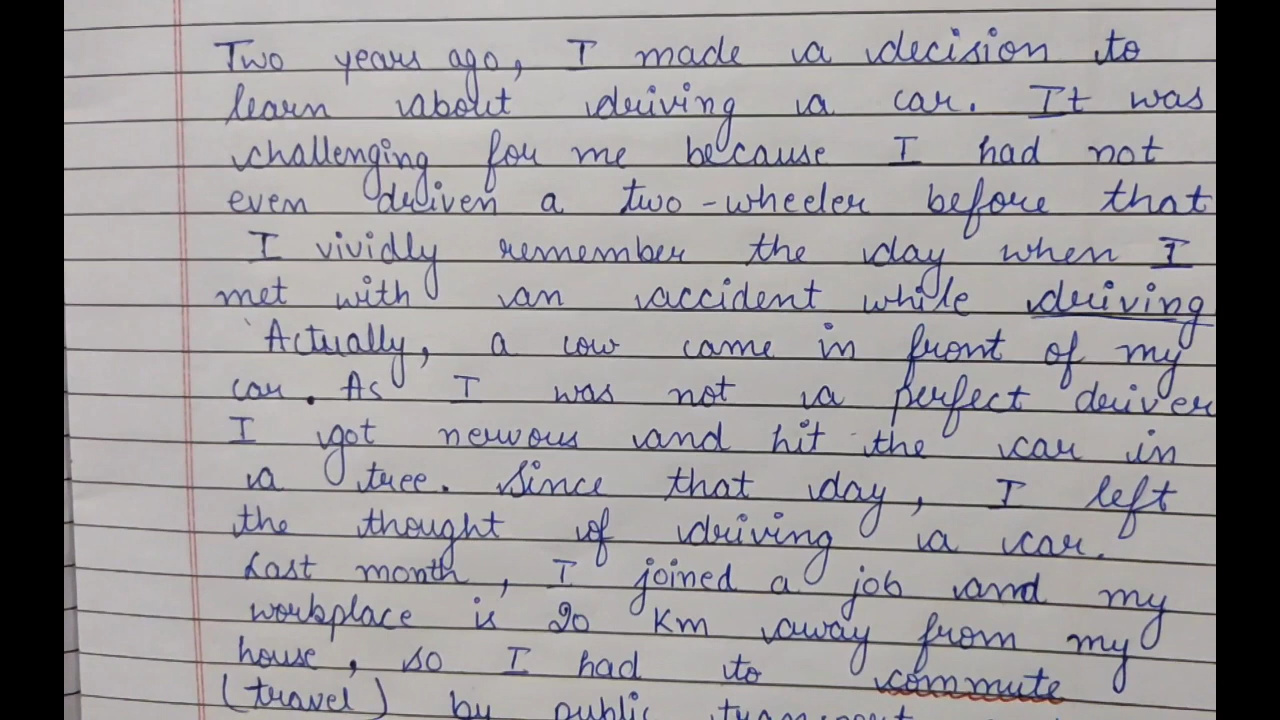 Two years ago, I made a decision to
learn about driving a car. It was
challenging for me because I had not
even driven a two-wheeler before that
I vividly remember the day when I
met with an accident while driving
Actually, a cow came in front of my
car. As I was not a perfect driver
I got nervous and hit the car in
a tree. Since that day, I left
the thought of driving a car.
Last month, I joined a job and my
workplace is 20 Km away from my
house, so I had to commute
(travel) by public transport